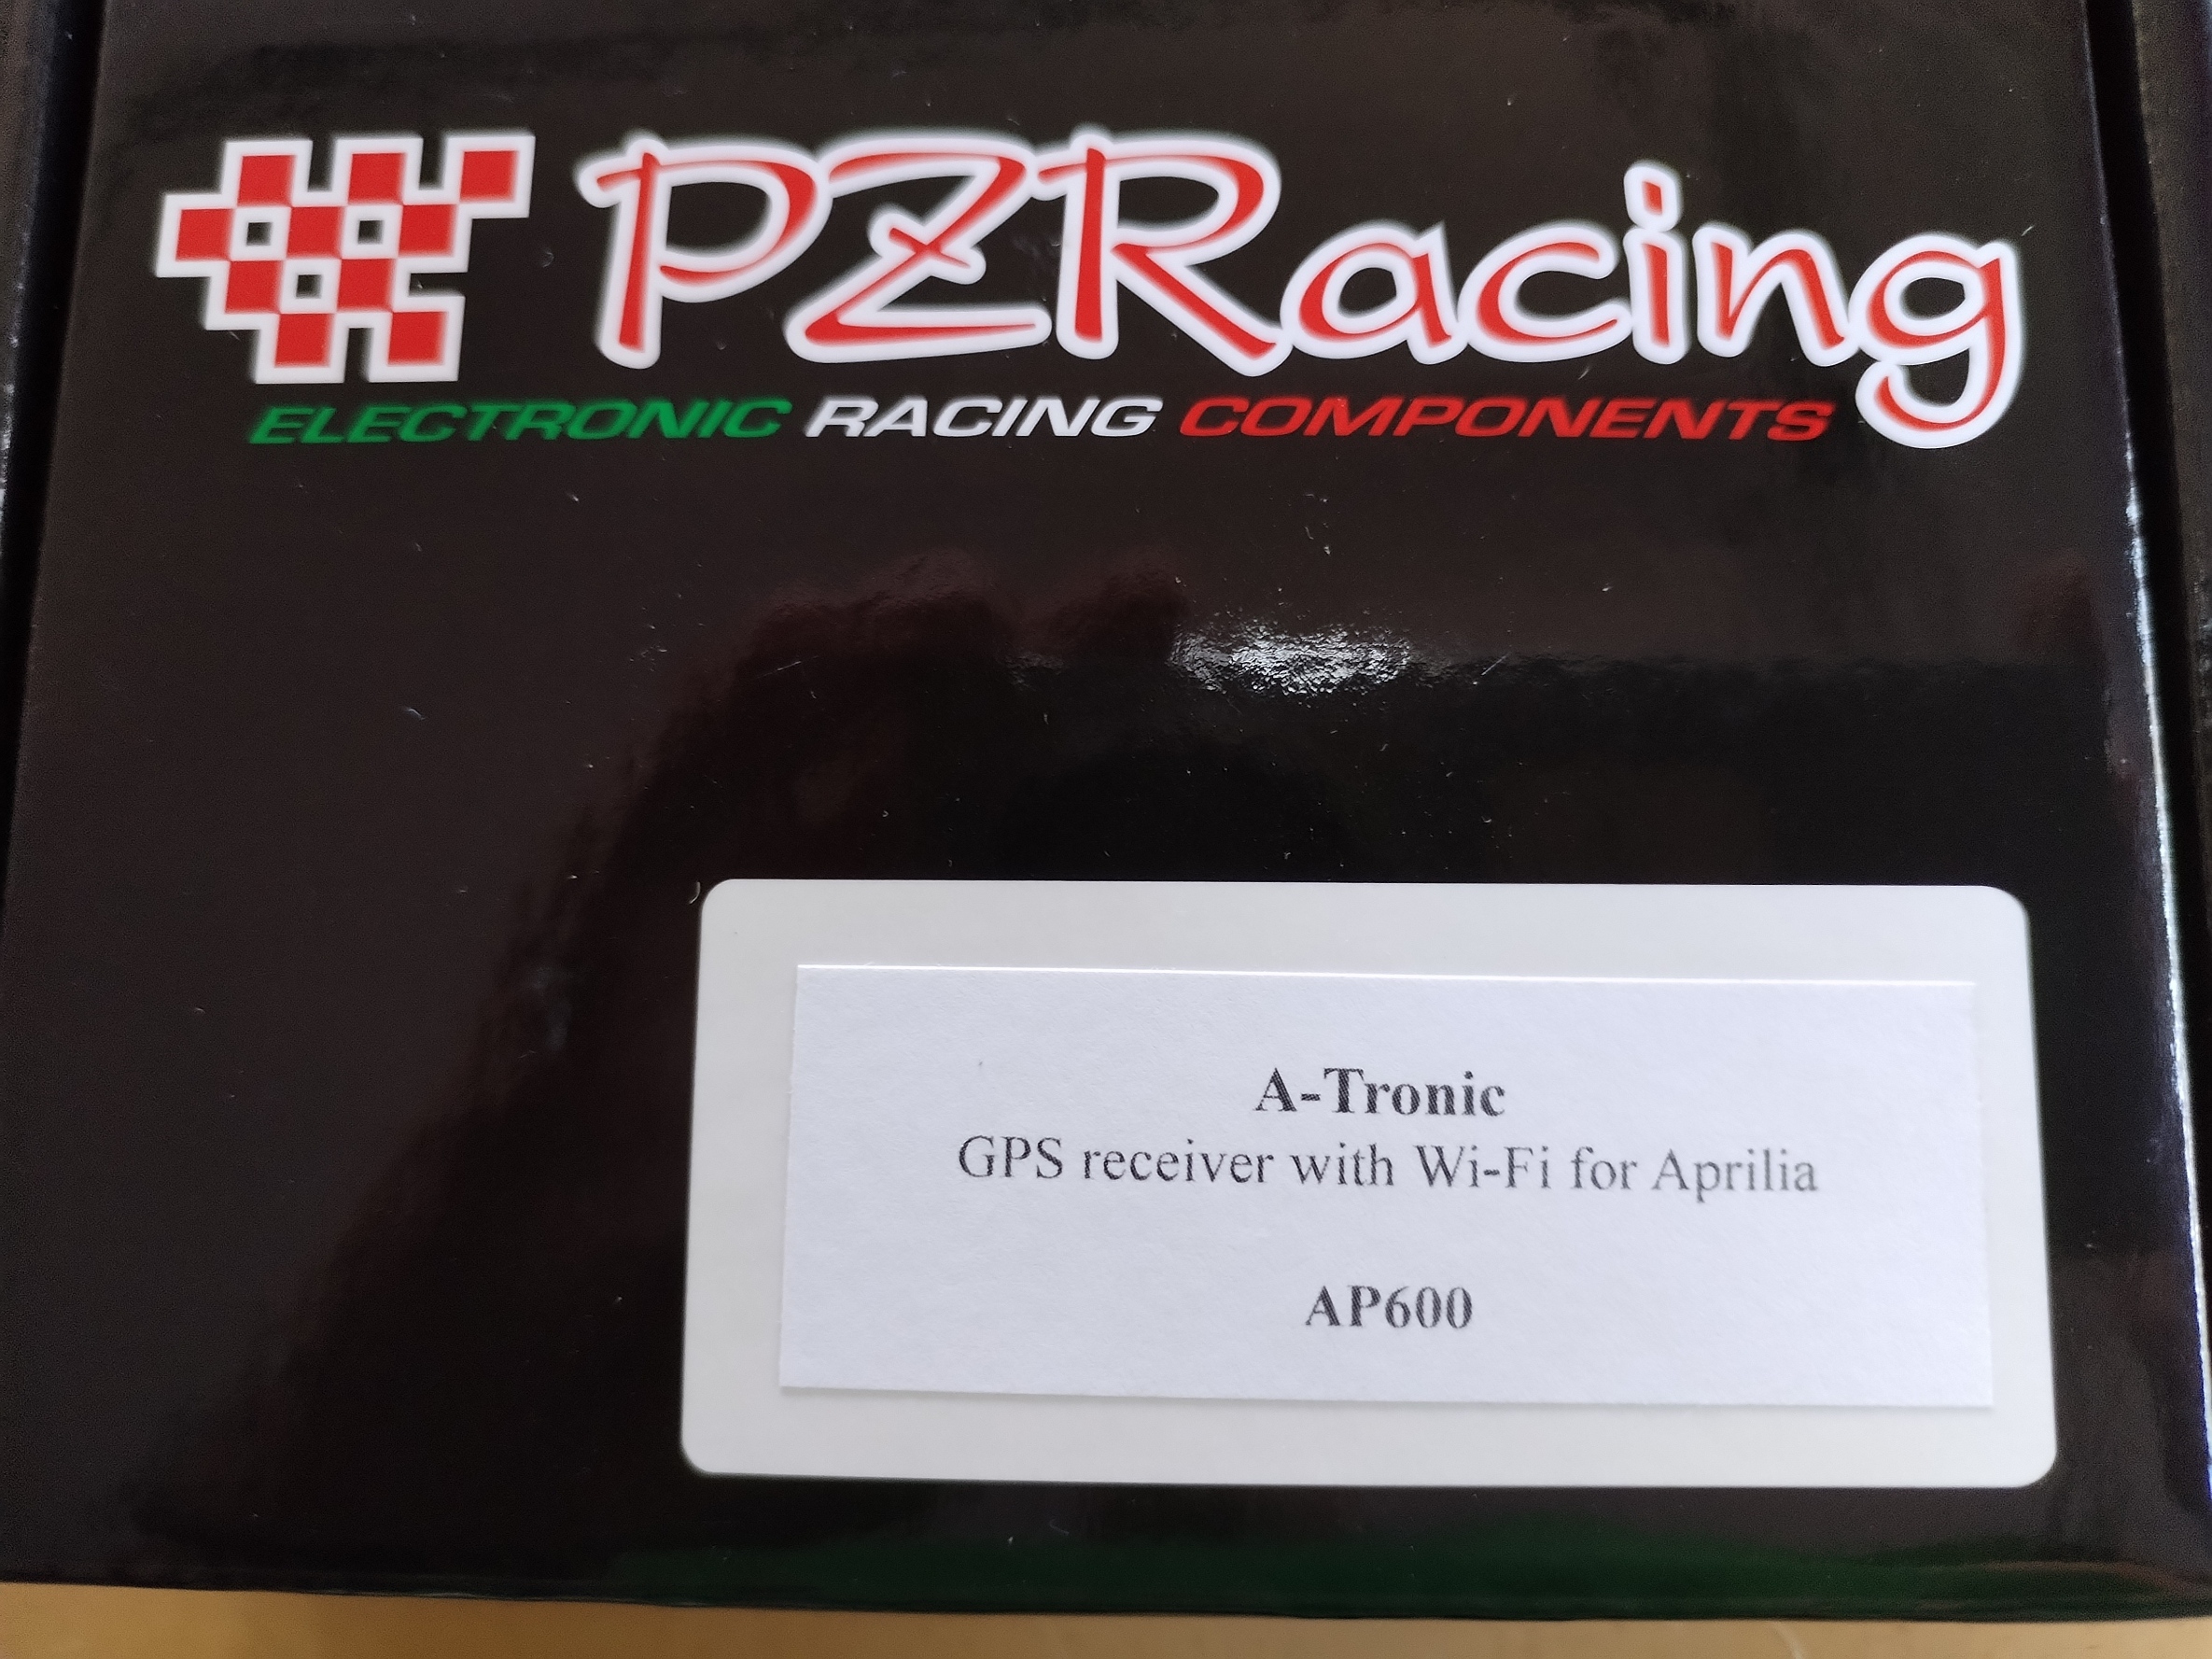 PZRacing
ELECTRONIC RACING COMPONENTS
A-Tronic
GPS receiver with Wi-Fi for Aprilia
AP600